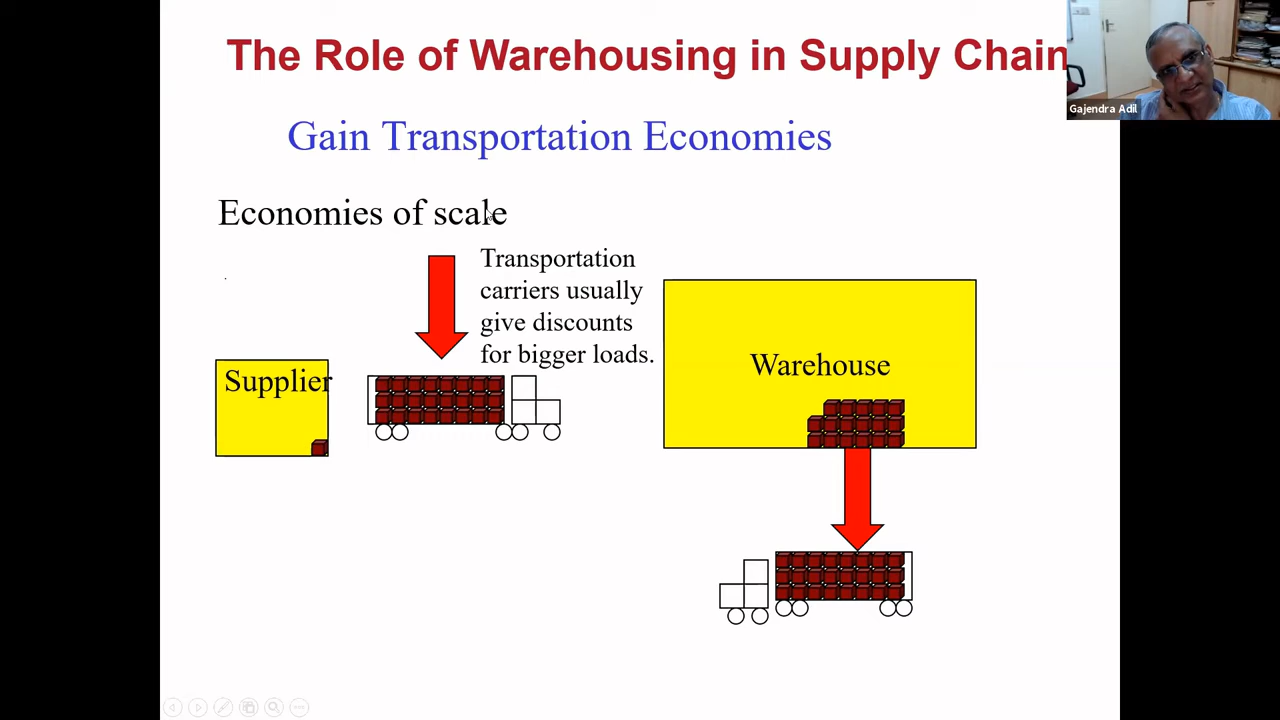 The Role of Warehousing in Supply Chain
Gajendra Adil
Gain Transportation Economies
Economies of scale
Transportation
carriers usually
give discounts
for bigger loads.
Supplier
Warehouse